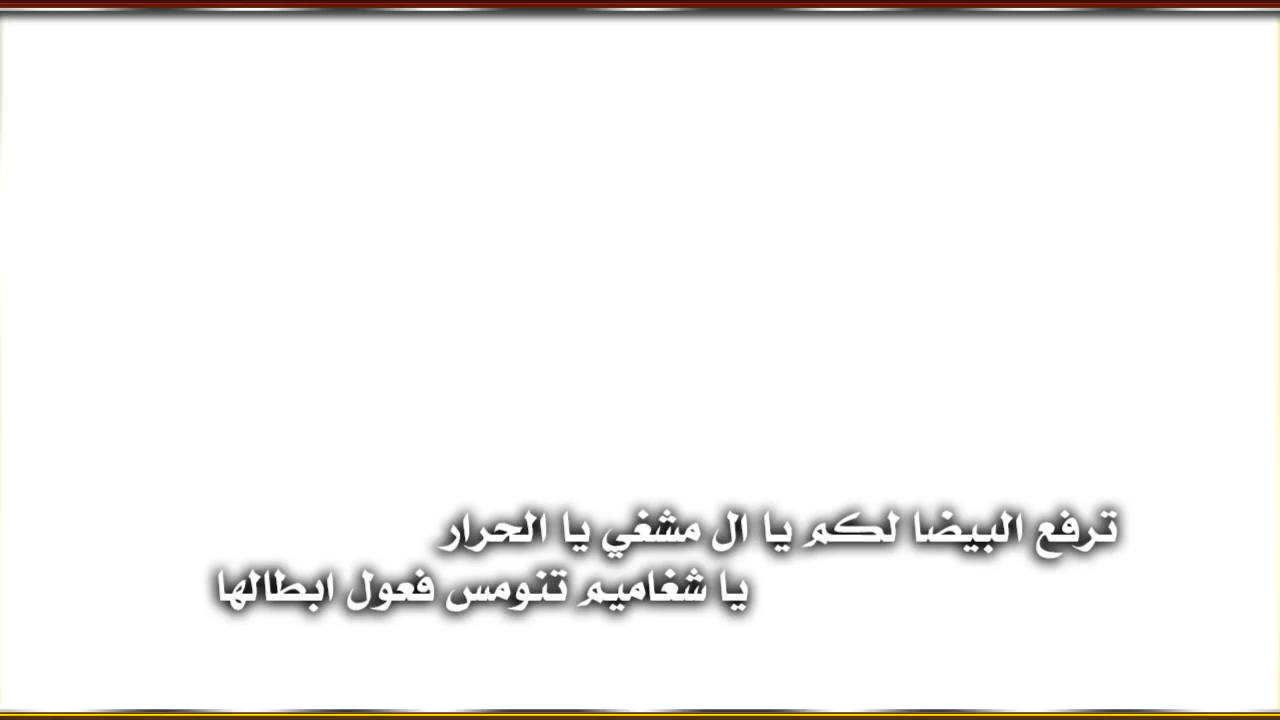 ترفع البيضا لكم يا ال مشغي يا الحرار
يا شغاميم تنومس فعول ابطالها